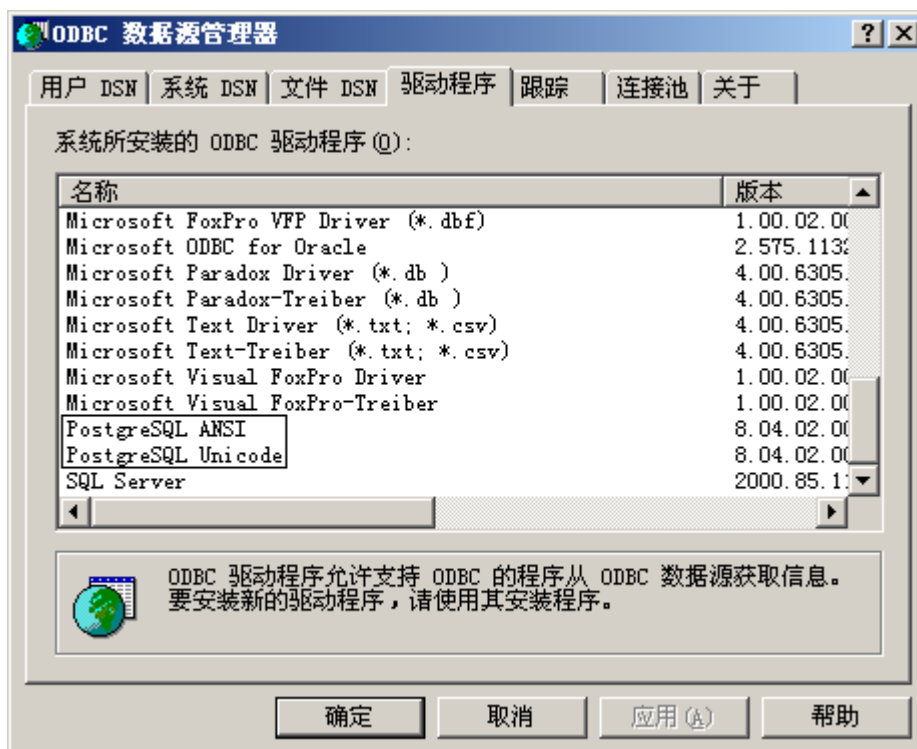 ODBC 数据源管理器
用户 DSN 系统 DSN 文件 DSN 驱动程序 跟踪 连接池 关于
系统所安装的 ODBC 驱动程序(O):
名称 版本
Microsoft FoxPro VFP Driver (*.dbf) 1.00.02.00
Microsoft ODBC for Oracle 2.575.1132
Microsoft Paradox Driver (*.db ) 4.00.6305.
Microsoft Paradox-Treiber (*.db ) 4.00.6305.
Microsoft Text Driver (*.txt; *.csv) 4.00.6305.
Microsoft Text-Treiber (*.txt; *.csv) 4.00.6305.
Microsoft Visual FoxPro Driver 1.00.02.00
Microsoft Visual FoxPro-Treiber 1.00.02.00
PostgreSQL ANSI 8.04.02.00
PostgreSQL Unicode 8.04.02.00
SQL Server 2000.85.11
ODBC 驱动程序允许支持 ODBC 的程序从 ODBC 数据源获取信息。
要安装新的驱动程序，请使用其安装程序。
确定 取消 应用(A) 帮助